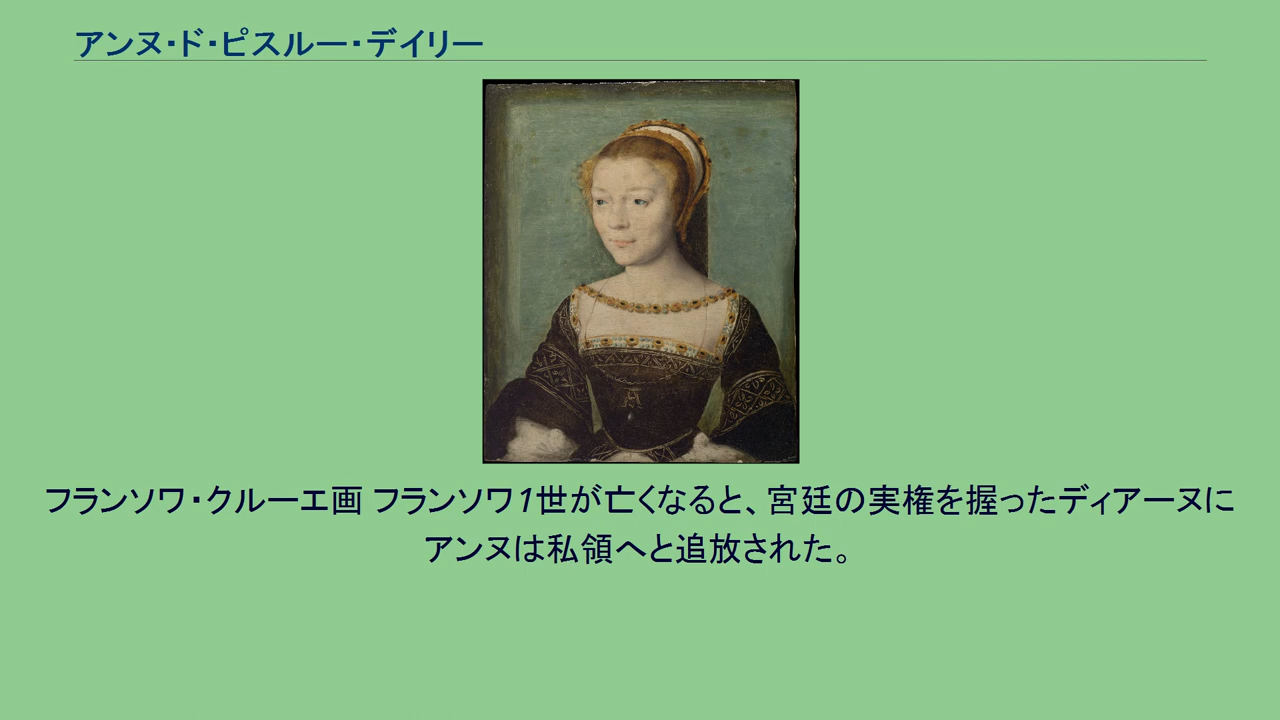 アンヌ・ド・ピスルー・デイリー
フランソワ・クルーエ画 フランソワ1世が亡くなると、宮廷の実権を握ったディアーヌに
アンヌは私領へと追放された。